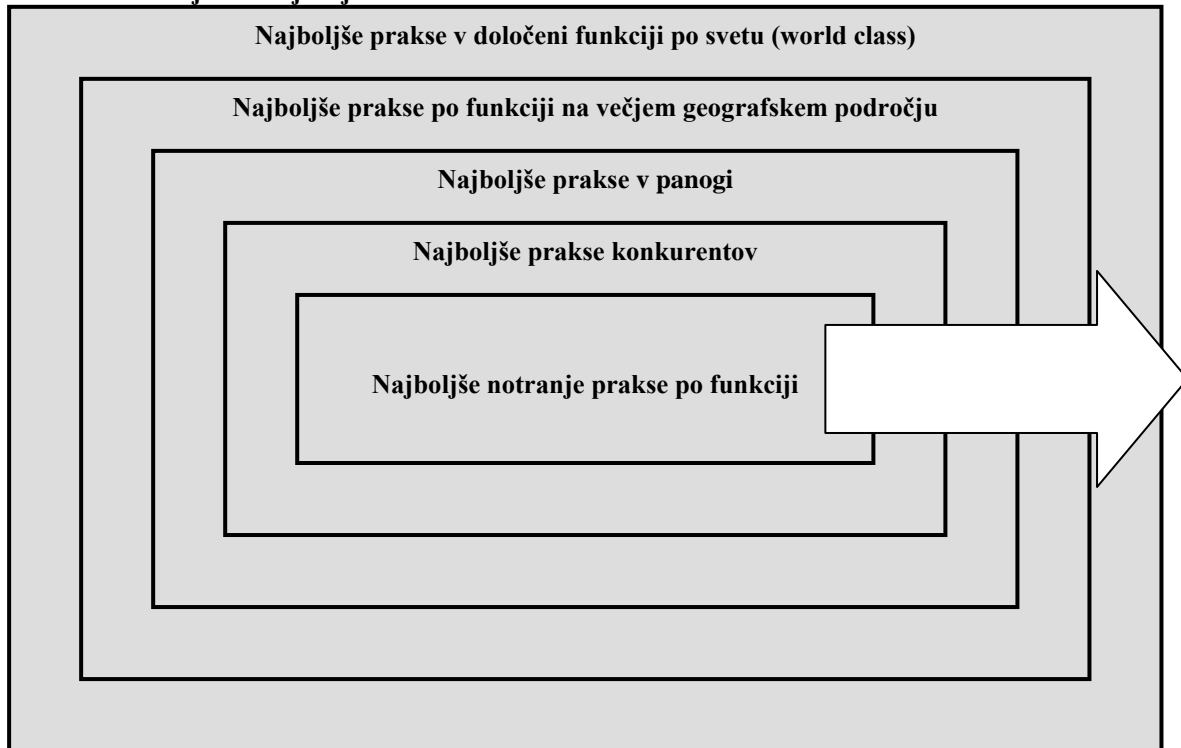 Najboljše prakse v določeni funkciji po svetu (world class)
Najboljše prakse po funkciji na večjem geografskem področju
Najboljše prakse v panogi
Najboljše prakse konkurentov
Najboljše notranje prakse po funkciji